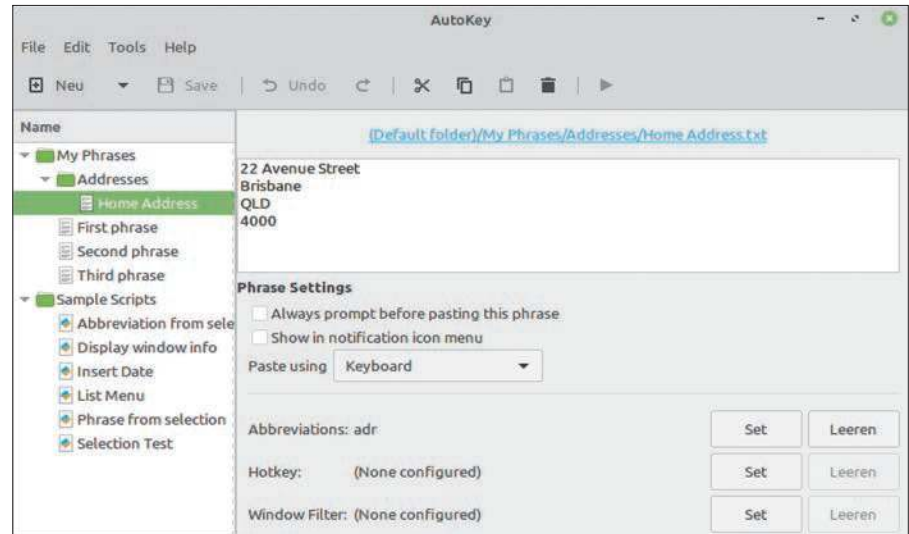 AutoKey
File Edit Tools Help
Neu Save Undo
Name
(Default folder)/My Phrases/Addresses/Home Address.txt
My Phrases
Addresses
Home Address
First phrase
Second phrase
Third phrase
Sample Scripts
Abbreviation from sele
Display window info
Insert Date
List Menu
Phrase from selection
Selection Test
22 Avenue Street
Brisbane
QLD
4000
Phrase Settings
Always prompt before pasting this phrase
Show in notification icon menu
Paste using Keyboard
Abbreviations: adr Set Leeren
Hotkey: (None configured) Set Leeren
Window Filter: (None configured) Set Leeren